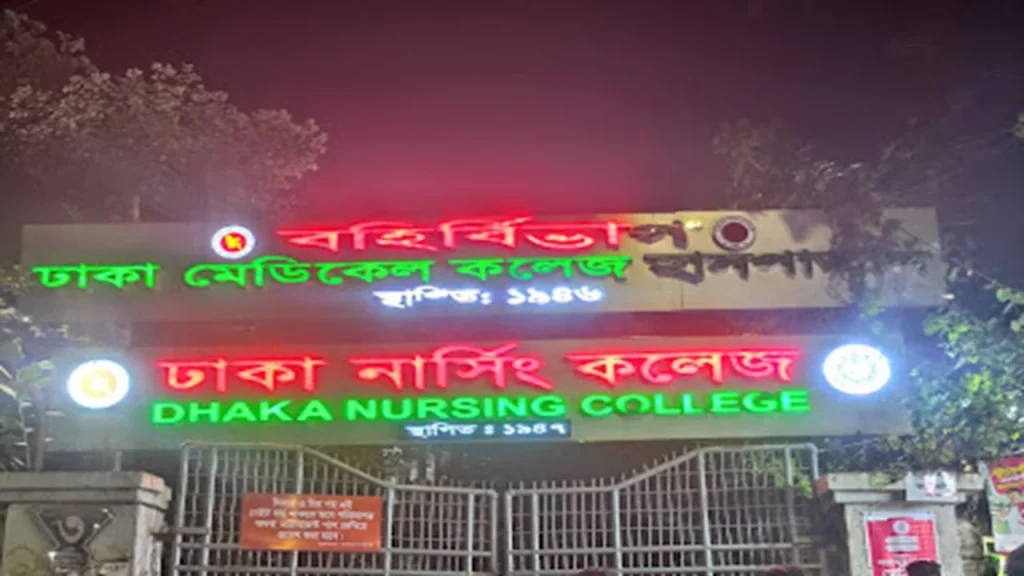 বহির্বিভাগ
ঢাকা মেডিকেল কলেজ হাসপাতাল
স্থাপিত: ১৯৪৬
ঢাকা নার্সিং কলেজ
DHAKA NURSING COLLEGE
স্থাপিত : ১৯৪৭